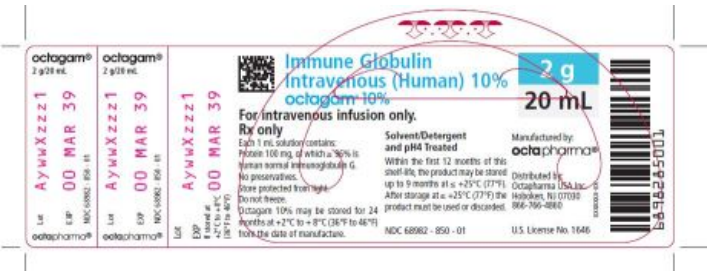 octagam®
2 g/20 mL
Lot AywwXzzz1
EXP 00 MAR 39
NDC 68982 - 850 - 01
octapharma®
octagam®
2 g/20 mL
Lot AywwXzzz1
EXP 00 MAR 39
NDC 68982 - 850 - 01
octapharma®
Lot AywwXzzz1
EXP 00 MAR 39
If stored at
+2°C to +8°C
(36°F to 46°F)
Immune Globulin
Intravenous (Human) 10%
octagam® 10%
For intravenous infusion only.
Rx only
Each 1 mL solution contains:
Protein 100 mg, of which ≥ 96% is
human normal immunoglobulin G.
No preservatives.
Store protected from light.
Do not freeze.
Octagam 10% may be stored for 24
months at +2°C to + 8°C (36°F to 46°F)
from the date of manufacture.
Solvent/Detergent
and pH4 Treated
Within the first 12 months of this
shelf-life, the product may be stored
up to 9 months at ≤ +25°C (77°F).
After storage at ≤ +25°C (77°F) the
product must be used or discarded.
NDC 68982 - 850 - 01
2 g
20 mL
Manufactured by:
octapharma®
Distributed by:
Octapharma USA Inc.
Hoboken, NJ 07030
866-766-4860
U.S. License No. 1646